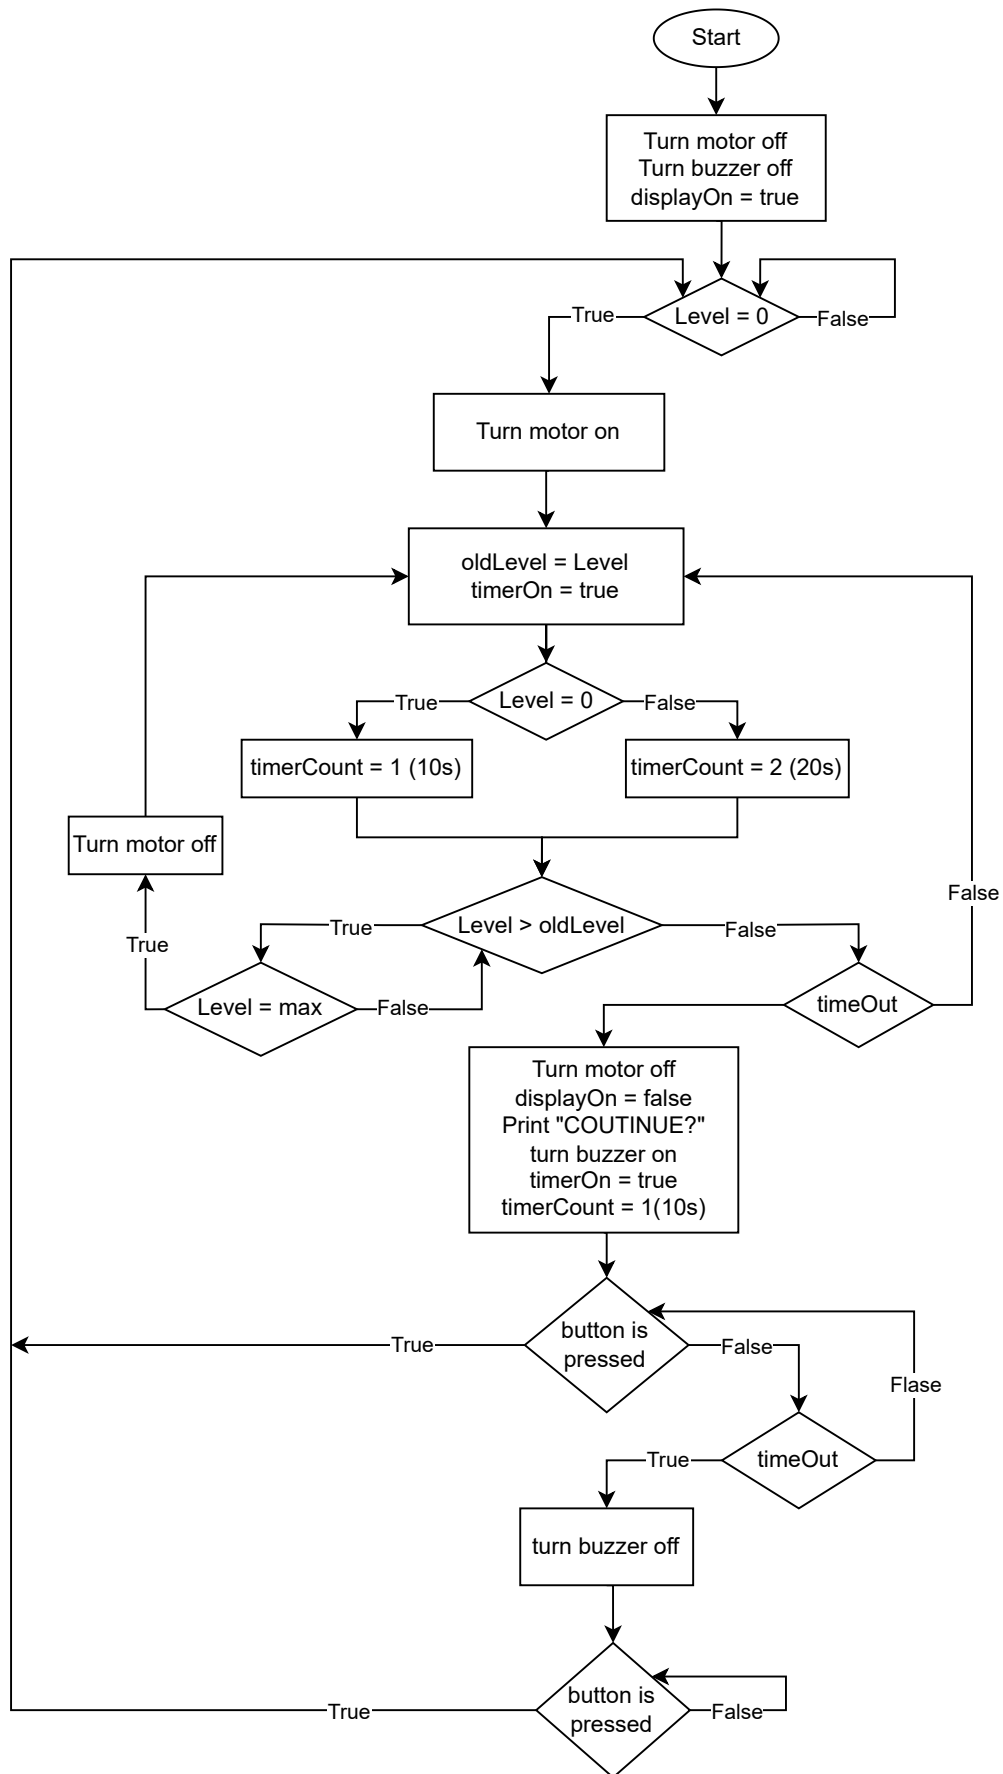 Start
Turn motor off
Turn buzzer off
displayOn = true
Level = 0
True
False
Turn motor on
oldLevel = Level
timerOn = true
Level = 0
True
False
timerCount = 1 (10s)
timerCount = 2 (20s)
Turn motor off
Level > oldLevel
True
False
False
True
Level = max
False
timeOut
Turn motor off
displayOn = false
Print "COUTINUE?"
turn buzzer on
timerOn = true
timerCount = 1(10s)
button is
pressed
True
False
Flase
True
timeOut
turn buzzer off
button is
pressed
True
False